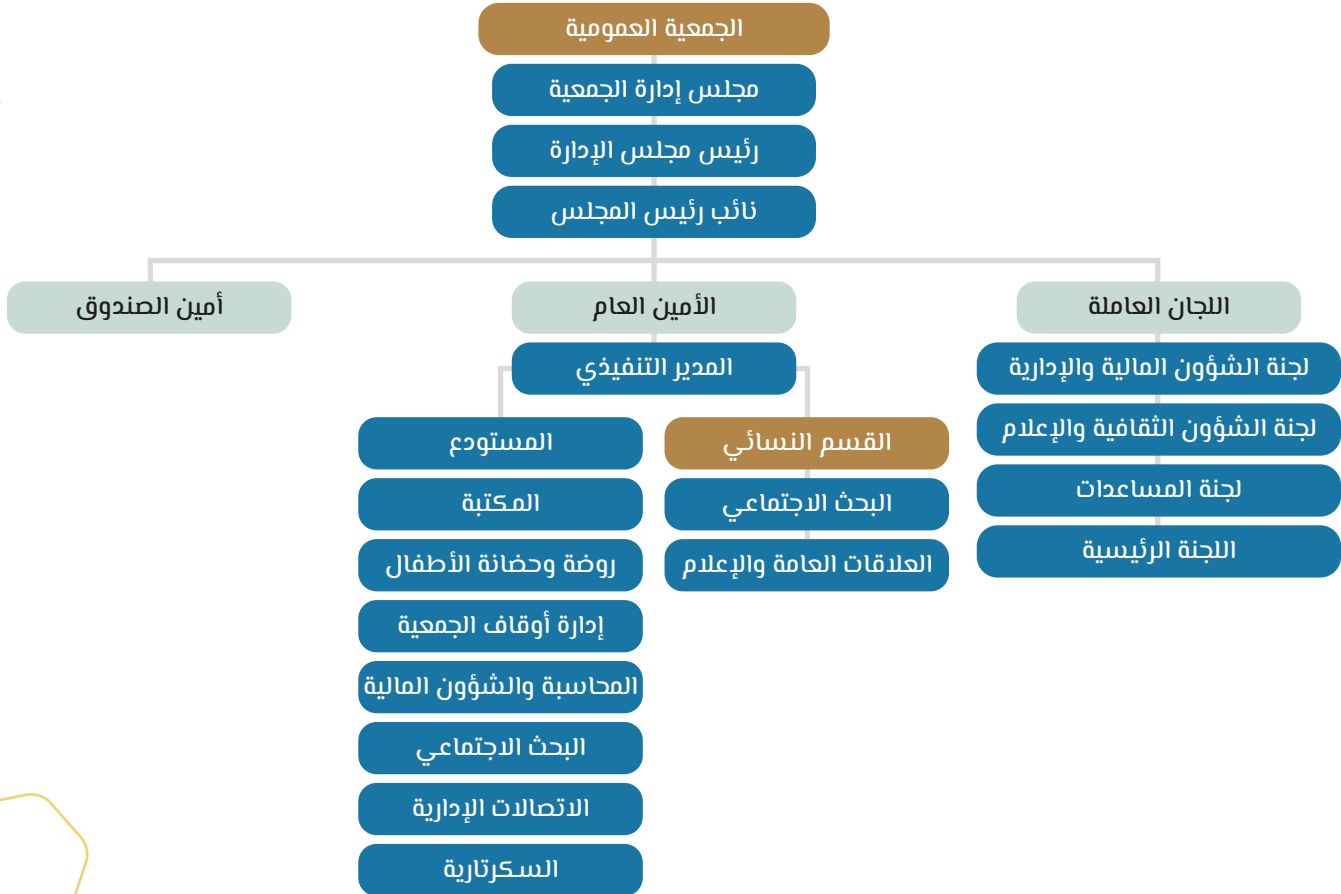 الجمعية العمومية
مجلس إدارة الجمعية
رئيس مجلس الإدارة
نائب رئيس المجلس
اللجان العاملة
لجنة الشؤون المالية والإدارية
لجنة الشؤون الثقافية والإعلام
لجنة المساعدات
اللجنة الرئيسية
الأمين العام
المدير التنفيذي
القسم النسائي
البحث الاجتماعي
العلاقات العامة والإعلام
المستودع
المكتبة
روضة وحضانة الأطفال
إدارة أوقاف الجمعية
المحاسبة والشؤون المالية
البحث الاجتماعي
الاتصالات الإدارية
السكرتارية
أمين الصندوق